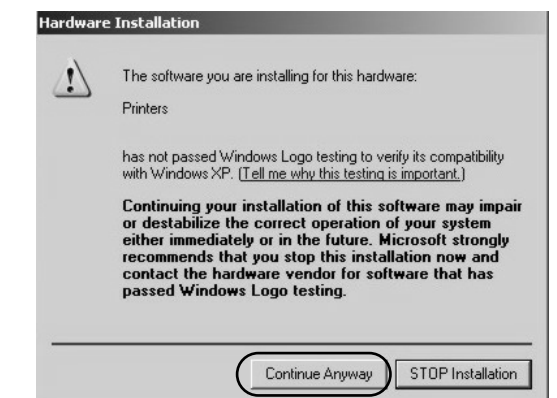 Hardware Installation
The software you are installing for this hardware:
Printers
has not passed Windows Logo testing to verify its compatibility
with Windows XP. (Tell me why this testing is important.)
Continuing your installation of this software may impair
or destabilize the correct operation of your system
either immediately or in the future. Microsoft strongly
recommends that you stop this installation now and
contact the hardware vendor for software that has
passed Windows Logo testing.
Continue Anyway
STOP Installation